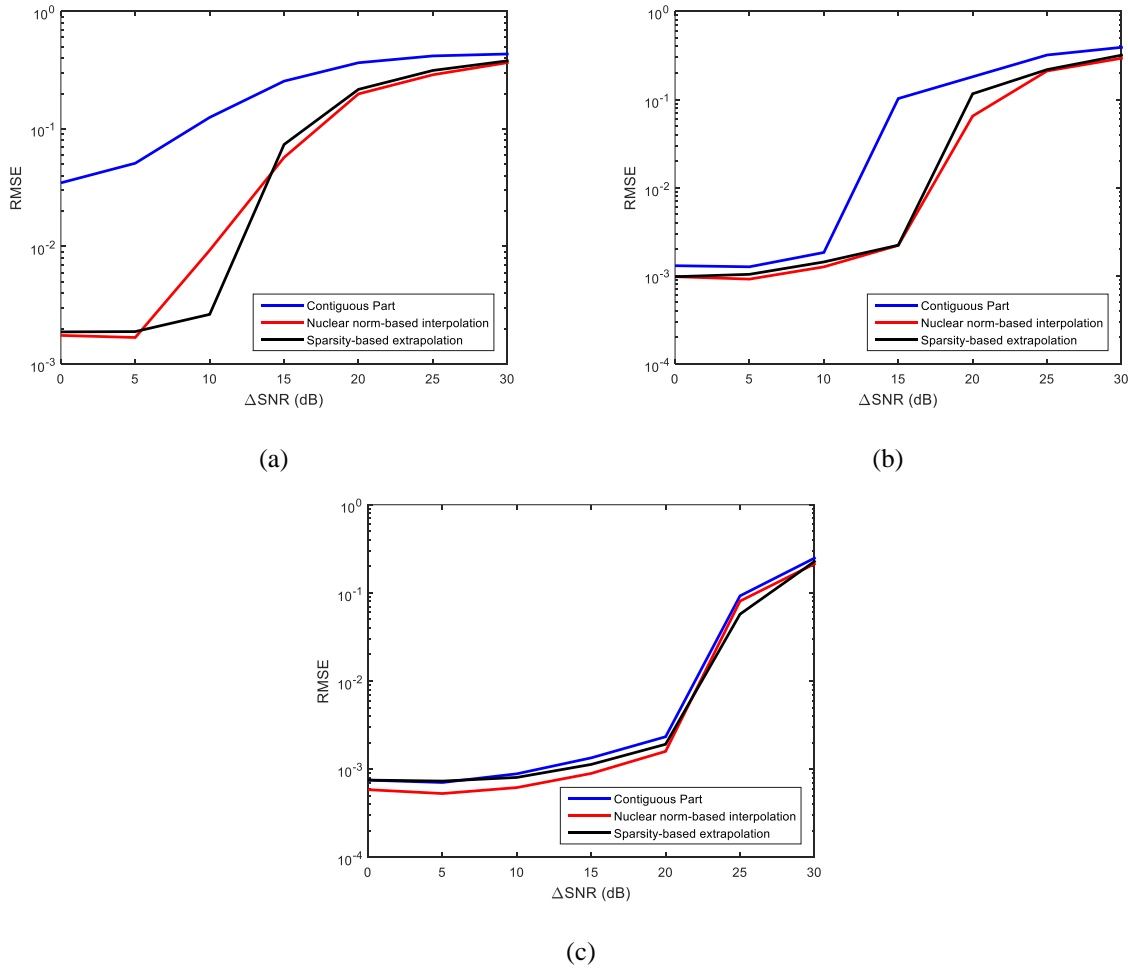 10^0
10^-1
10^-2
10^-3
RMSE
0 5 10 15 20 25 30
ΔSNR (dB)
Contiguous Part
Nuclear norm-based interpolation
Sparsity-based extrapolation
(a)
10^0
10^-1
10^-2
10^-3
10^-4
RMSE
0 5 10 15 20 25 30
ΔSNR (dB)
Contiguous Part
Nuclear norm-based interpolation
Sparsity-based extrapolation
(b)
10^0
10^-1
10^-2
10^-3
10^-4
RMSE
0 5 10 15 20 25 30
ΔSNR (dB)
Contiguous Part
Nuclear norm-based interpolation
Sparsity-based extrapolation
(c)